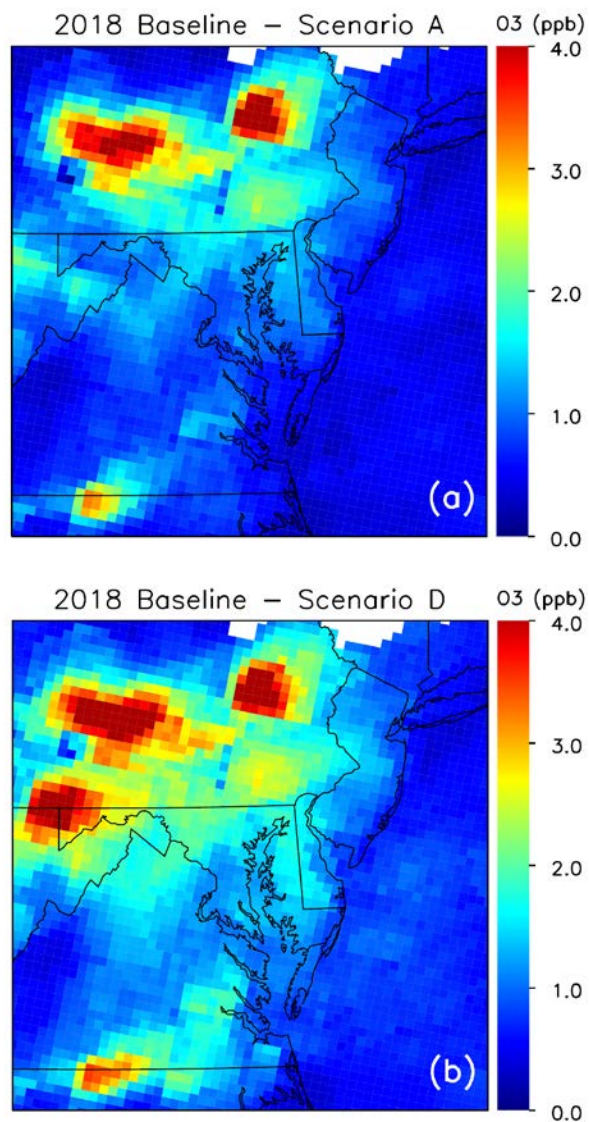 2018 Baseline – Scenario A
O3 (ppb)
4.0
3.0
2.0
1.0
0.0
(a)
2018 Baseline – Scenario D
O3 (ppb)
4.0
3.0
2.0
1.0
0.0
(b)